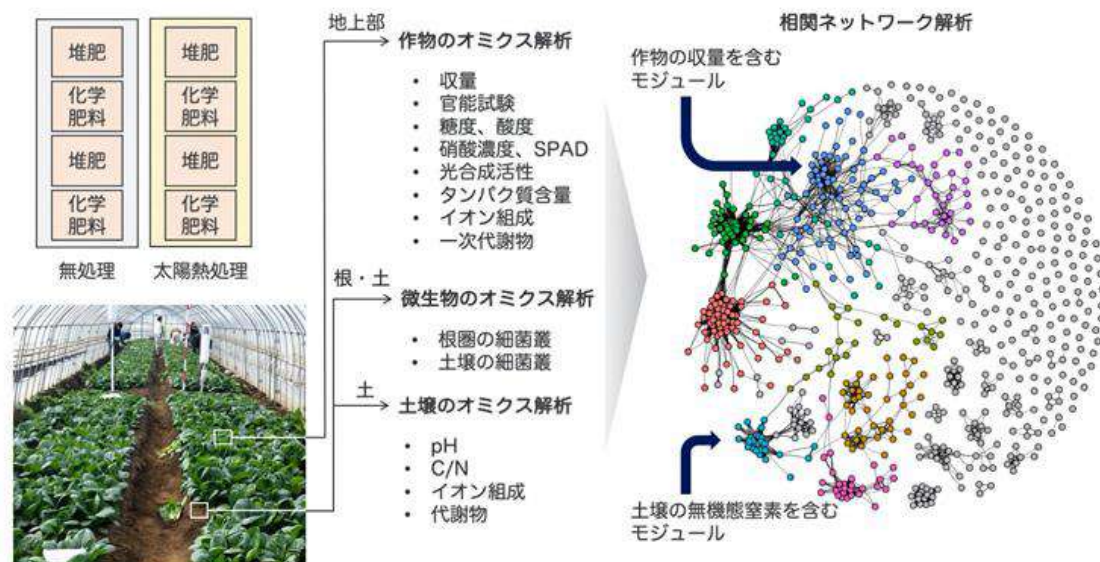 堆肥
化学
肥料
堆肥
化学
肥料
無処理
堆肥
化学
肥料
堆肥
化学
肥料
太陽熱処理
地上部
作物のオミクス解析
• 収量
• 官能試験
• 糖度、酸度
• 硝酸濃度、SPAD
• 光合成活性
• タンパク質含量
• イオン組成
• 一次代謝物
根・土
微生物のオミクス解析
• 根圏の細菌叢
• 土壌の細菌叢
土
土壌のオミクス解析
• pH
• C/N
• イオン組成
• 代謝物
相関ネットワーク解析
作物の収量を含む
モジュール
土壌の無機態窒素を含む
モジュール